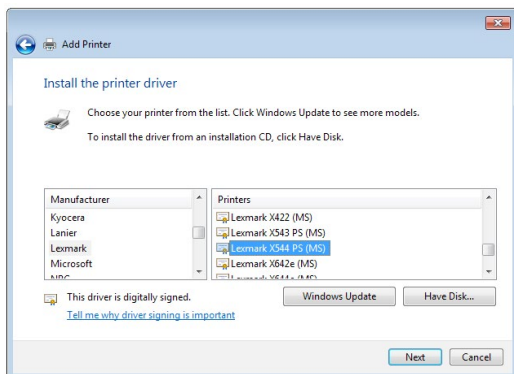 Add Printer
Install the printer driver
Choose your printer from the list. Click Windows Update to see more models.
To install the driver from an installation CD, click Have Disk.
Manufacturer
Kyocera
Lanier
Lexmark
Microsoft
Printers
Lexmark X422 (MS)
Lexmark X543 PS (MS)
Lexmark X544 PS (MS)
Lexmark X642e (MS)
This driver is digitally signed.
Tell me why driver signing is important
Windows Update
Have Disk...
Next
Cancel